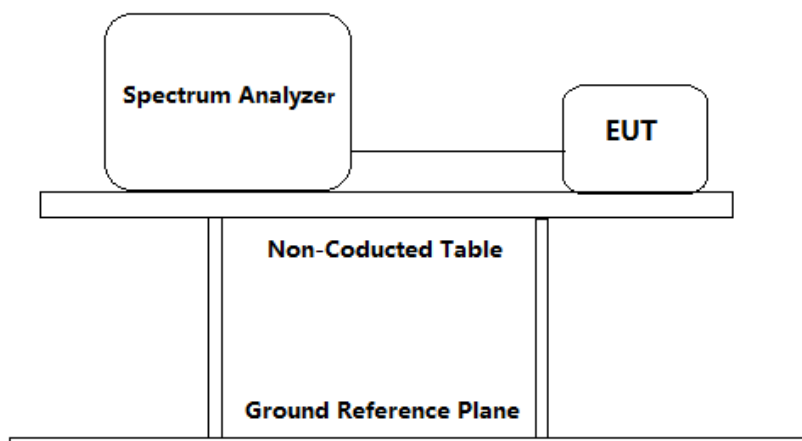 Spectrum Analyzer
EUT
Non-Coducted Table
Ground Reference Plane